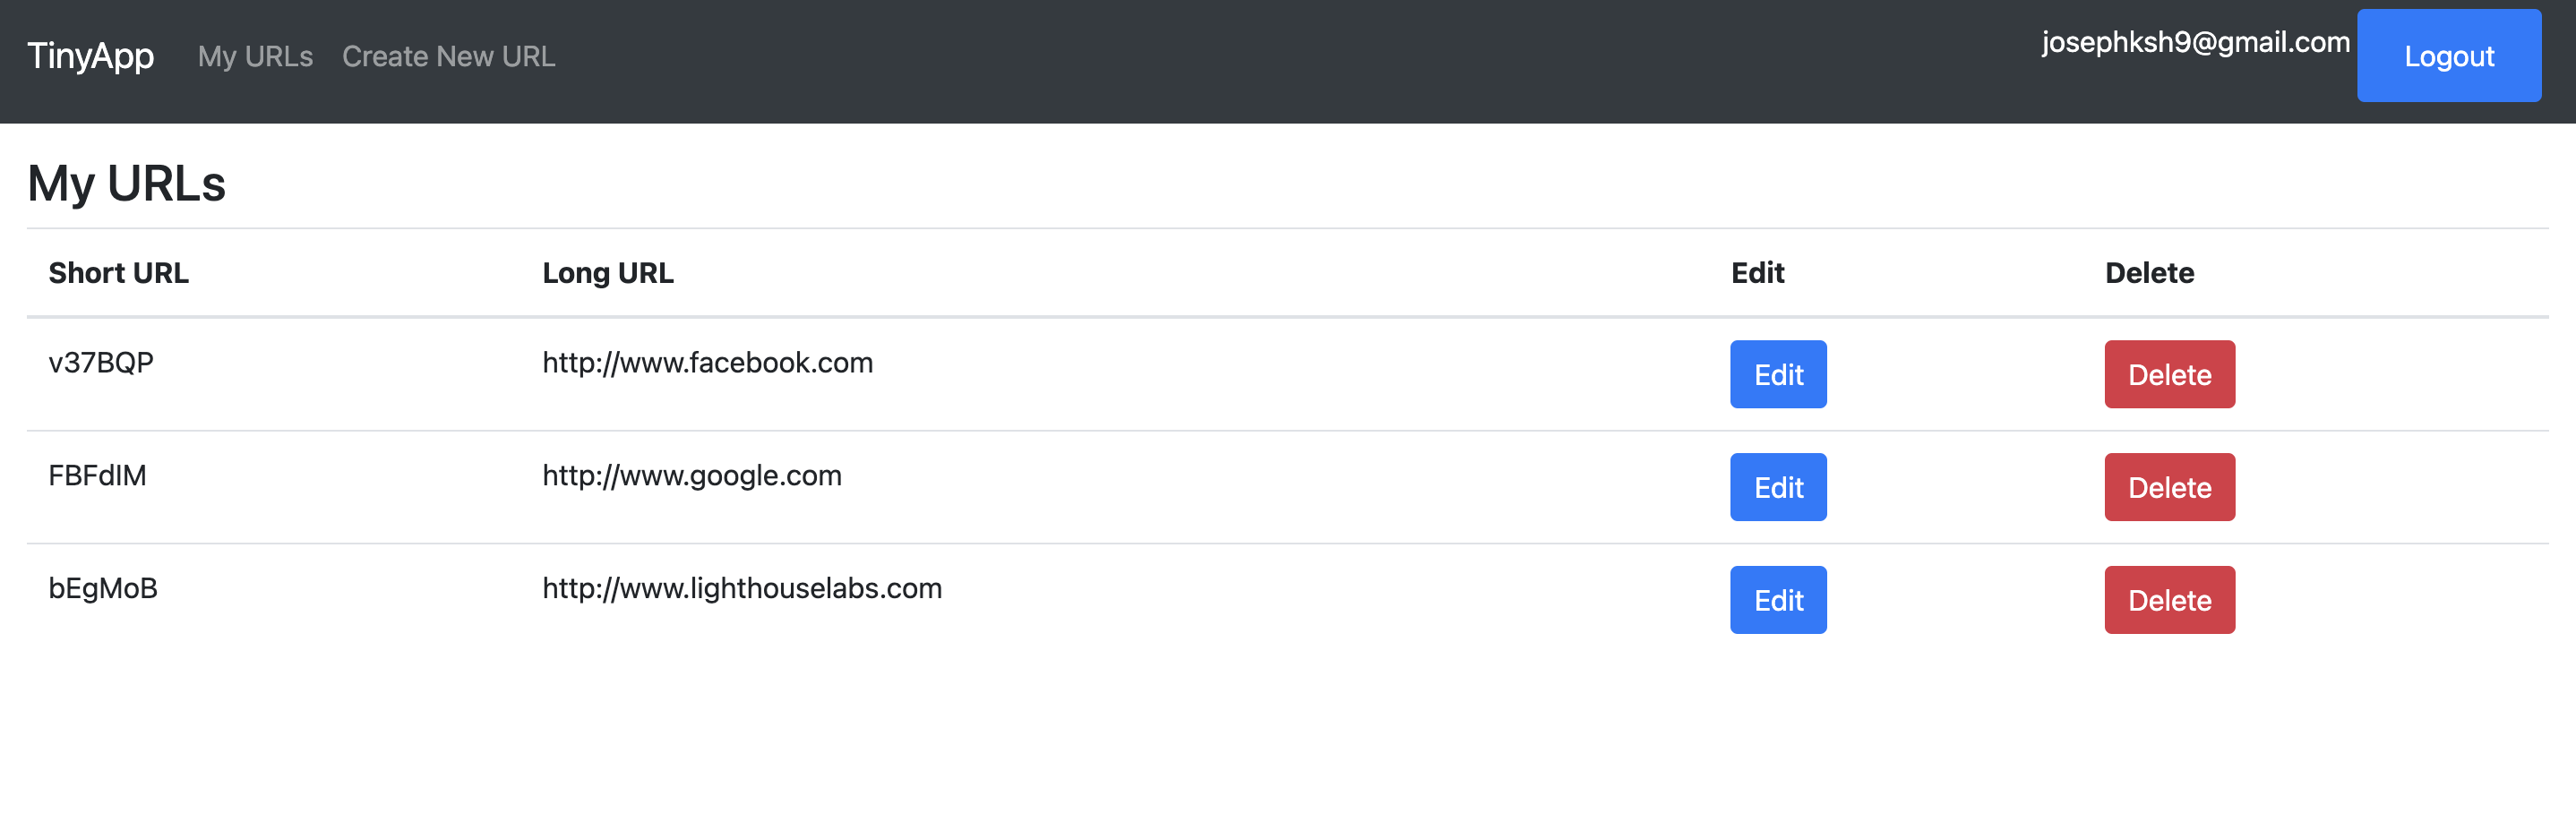 TinyApp My URLs Create New URL josephksh9@gmail.com Logout
My URLs
Short URL Long URL Edit Delete
v37BQP http://www.facebook.com Edit Delete
FBFdIM http://www.google.com Edit Delete
bEgMoB http://www.lighthouselabs.com Edit Delete